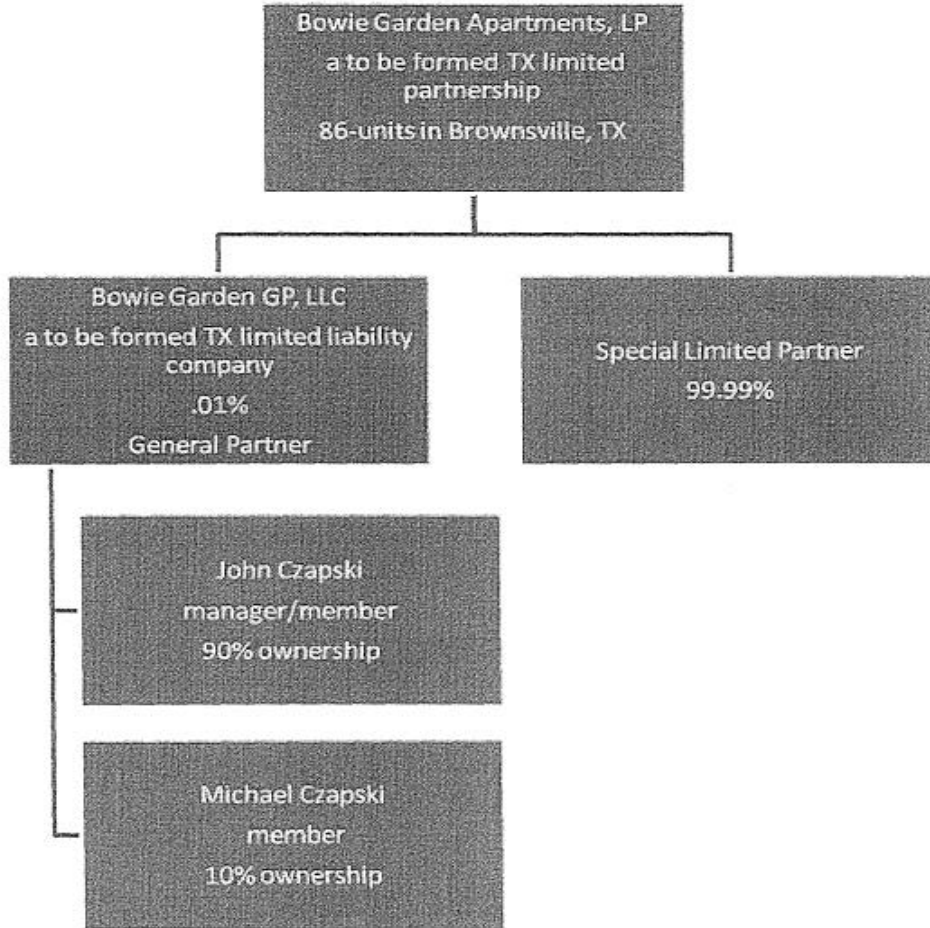 Bowie Garden Apartments, LP
a to be formed TX limited
partnership
86-units in Brownsville, TX
Bowie Garden GP, LLC
a to be formed TX limited liability
company
.01%
General Partner
Special Limited Partner
99.99%
John Czapski
manager/member
90% ownership
Michael Czapski
member
10% ownership